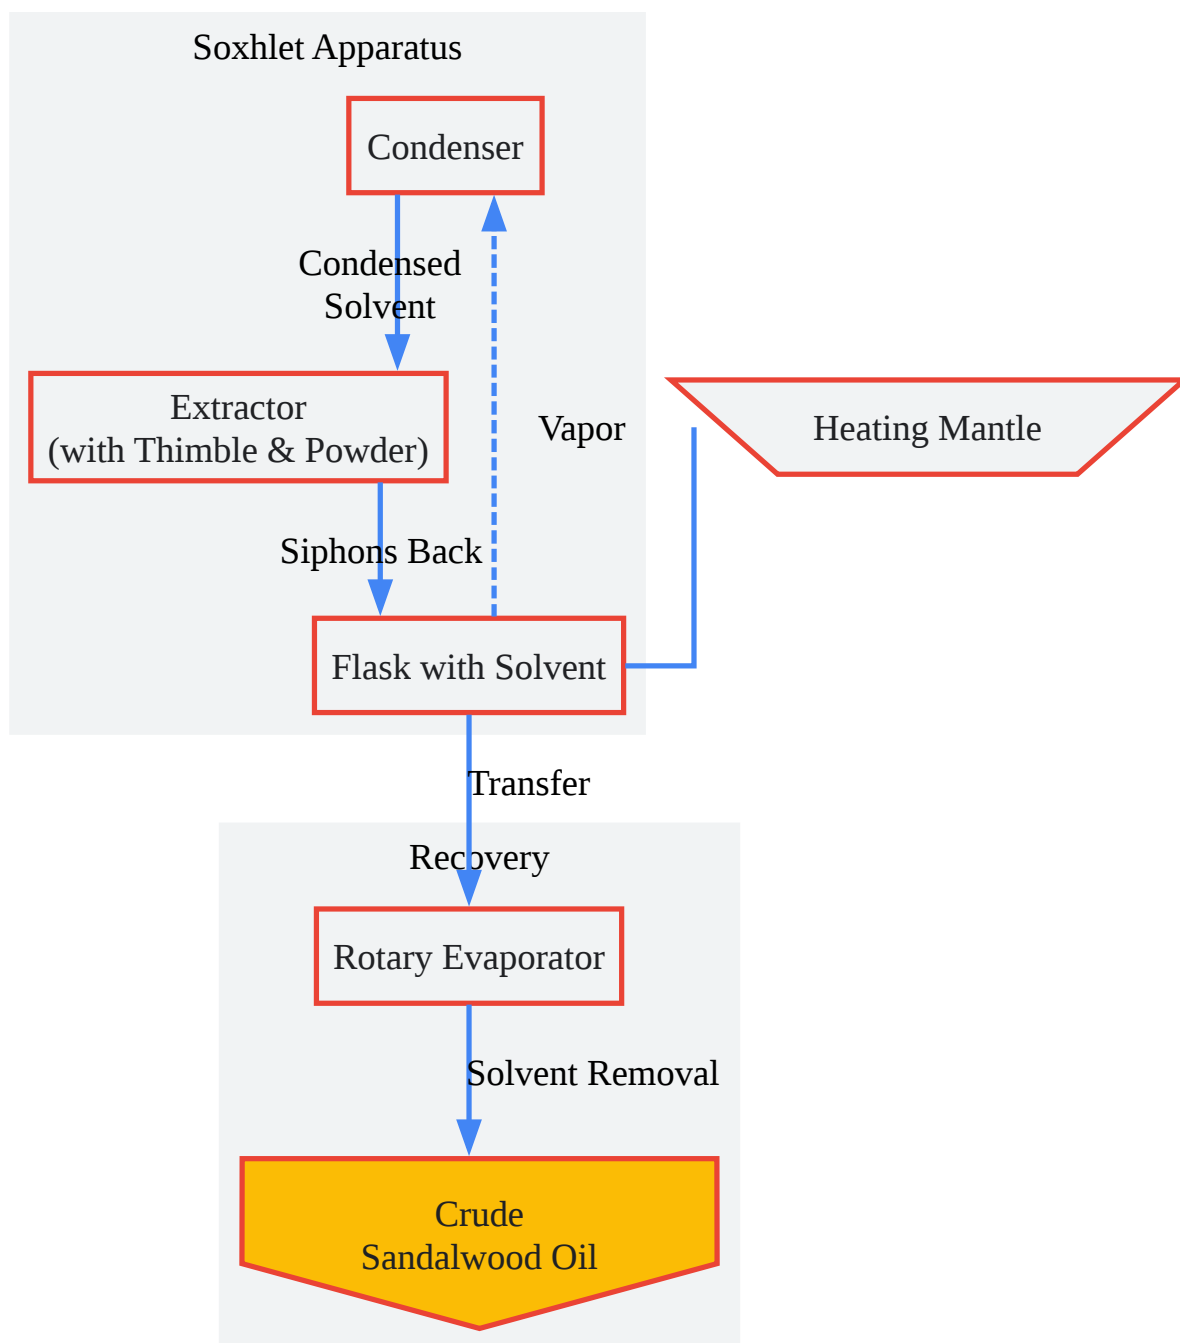 Soxhlet Apparatus
Condenser
Condensed
Solvent
Extractor
(with Thimble & Powder)
Vapor
Heating Mantle
Siphons Back
Flask with Solvent
Transfer
Recovery
Rotary Evaporator
Solvent Removal
Crude
Sandalwood Oil